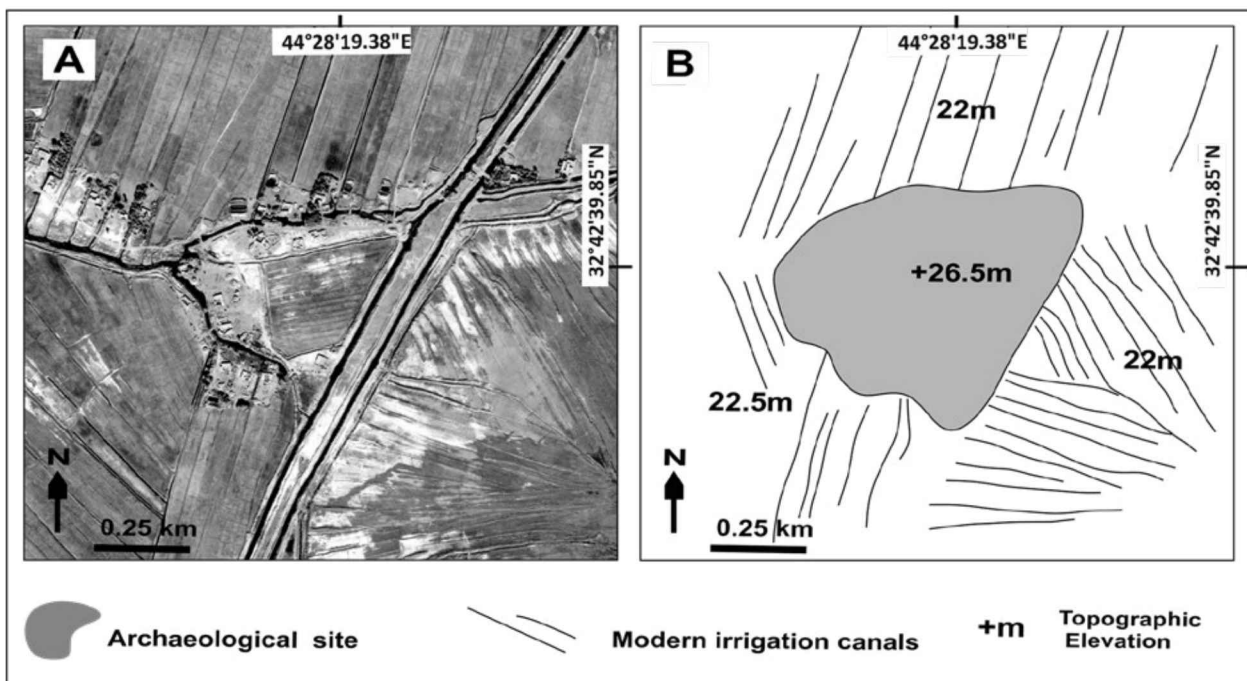 A
44°28'19.38"E
32°42'39.85"N
N
0.25 km
B
44°28'19.38"E
22m
32°42'39.85"N
+26.5m
22m
22.5m
N
0.25 km
Archaeological site
Modern irrigation canals
+m
Topographic
Elevation